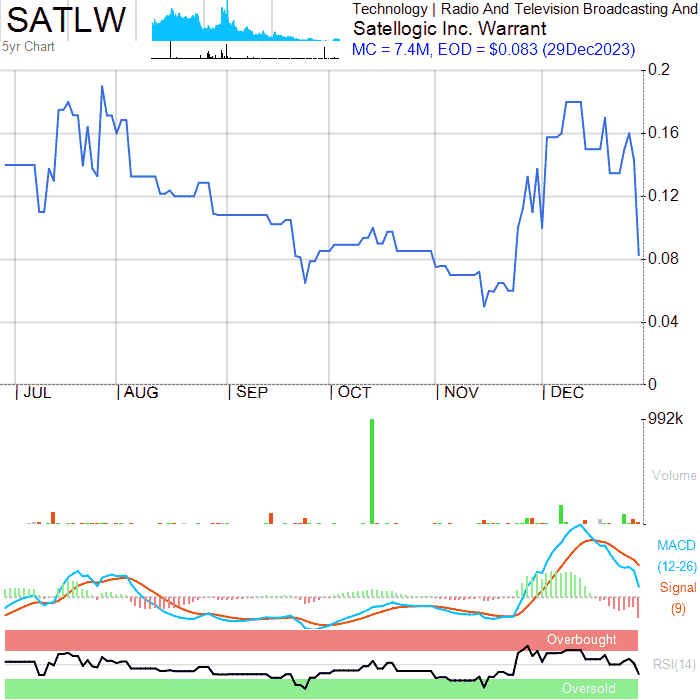 SATLW
5yr Chart
Technology | Radio And Television Broadcasting And
Satellogic Inc. Warrant
MC = 7.4M, EOD = $0.083 (29Dec2023)
0.2
0.16
0.12
0.08
0.04
0
JUL AUG SEP OCT NOV DEC
992k
Volume
MACD
(12-26)
Signal
(9)
Overbought
RSI(14)
Oversold